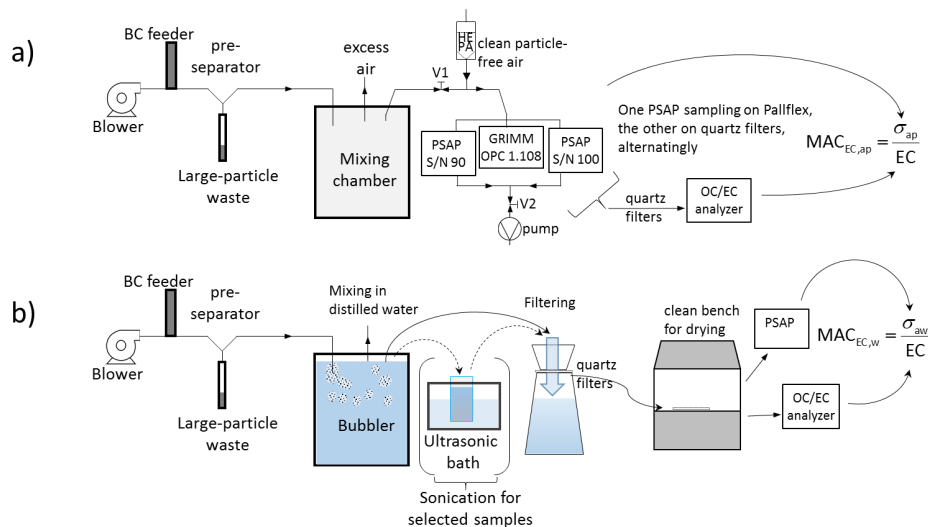 a)
BC feeder
pre-
separator
Blower
Large-particle
waste
excess
air
Mixing
chamber
V1
HE
PA
clean particle-
free air
PSAP
S/N 90
GRIMM
OPC 1.108
PSAP
S/N 100
V2
pump
One PSAP sampling on Pallflex,
the other on quartz filters,
alternatingly
quartz
filters
OC/EC
analyzer
MAC_EC,ap = σ_ap / EC
b)
BC feeder
pre-
separator
Blower
Large-particle
waste
Mixing in
distilled water
Bubbler
Ultrasonic
bath
Sonication for
selected samples
Filtering
quartz
filters
clean bench
for drying
PSAP
OC/EC
analyzer
MAC_EC,w = σ_aw / EC